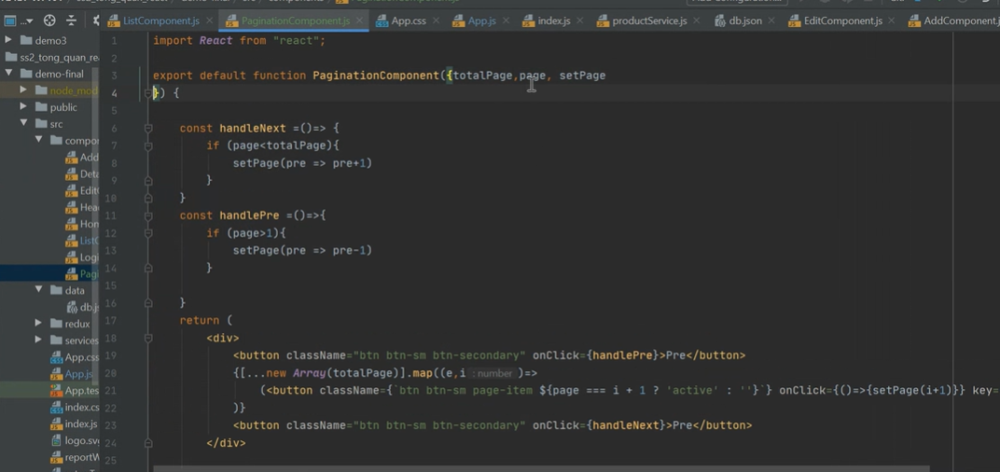 ListComponent.js PaginationComponent.js App.css App.js index.js productService.js db.json EditComponent.js AddComponent.js
demo3
ss2_tong_quan_rea
demo-final
node_mod
public
src
compor
Add
Deta
Edit
Hea
Hon
List
Logi
Pagi
data
db.js
redux
services
App.css
App.js
App.tes
index.cs
index.js
logo.svg
reportW
1 import React from "react";
2
3 export default function PaginationComponent({totalPage,page, setPage
4 }) {
5
6 const handleNext =()=> {
7 if (page<totalPage){
8 setPage(pre => pre+1)
9 }
10 }
11 const handlePre =()=>{
12 if (page>1){
13 setPage(pre => pre-1)
14 }
15
16 }
17 return (
18 <div>
19 <button className="btn btn-sm btn-secondary" onClick={handlePre}>Pre</button>
20 {[...new Array(totalPage)].map((e,i : number )=>
21 (<button className={`btn btn-sm page-item ${page === i + 1 ? 'active' : ''}`} onClick={()=>{setPage(i+1)}} key=
22 )}
23 <button className="btn btn-sm btn-secondary" onClick={handleNext}>Pre</button>
24 </div>
25